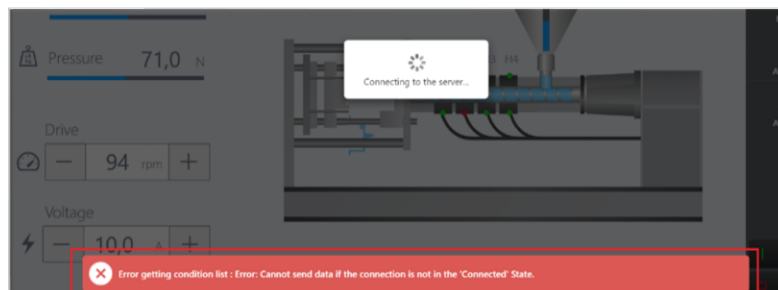 Pressure 71,0 N
3 H4
Connecting to the server...
Drive
94 rpm
Voltage
10,0 A
Error getting condition list : Error: Cannot send data if the connection is not in the 'Connected' State.